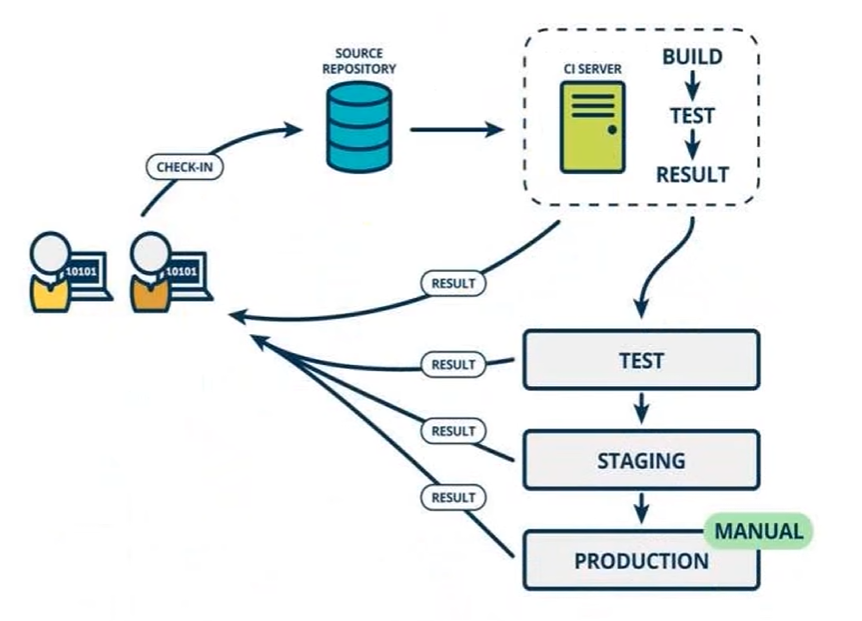 SOURCE
REPOSITORY
CI SERVER
BUILD
TEST
RESULT
CHECK-IN
10101
10101
RESULT
TEST
RESULT
STAGING
RESULT
RESULT
MANUAL
PRODUCTION